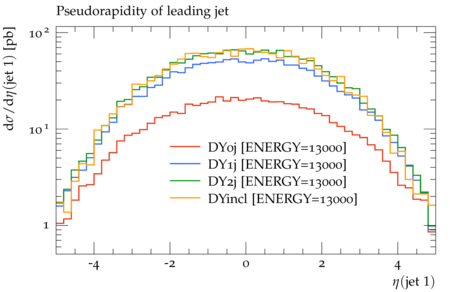 Pseudorapidity of leading jet
dσ/dη(jet 1) [pb]
10²
10¹
1
DY0j [ENERGY=13000]
DY1j [ENERGY=13000]
DY2j [ENERGY=13000]
DYincl [ENERGY=13000]
-4 -2 0 2 4
η(jet 1)